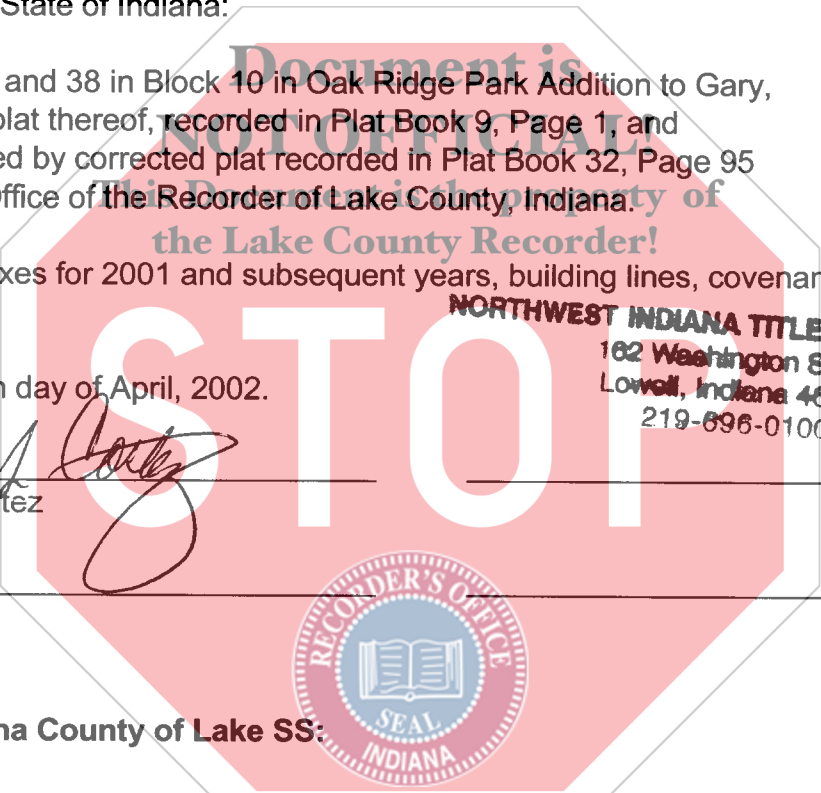 State of Indiana:
Document is
and 38 in Block 10 in Oak Ridge Park Addition to Gary,
NOT OFFICIAL!
plat thereof, recorded in Plat Book 9, Page 1, and
ed by corrected plat recorded in Plat Book 32, Page 95
This Document is the property of
ffice of the Recorder of Lake County, Indiana.
the Lake County Recorder!
xes for 2001 and subsequent years, building lines, covenan
NORTHWEST INDIANA TITLE
162 Washington S
Lowell, Indiana 46
219-696-0100
day of April, 2002.
STOP
Cortez
tez
RECORDER'S OFFICE
SEAL
INDIANA
na County of Lake SS: